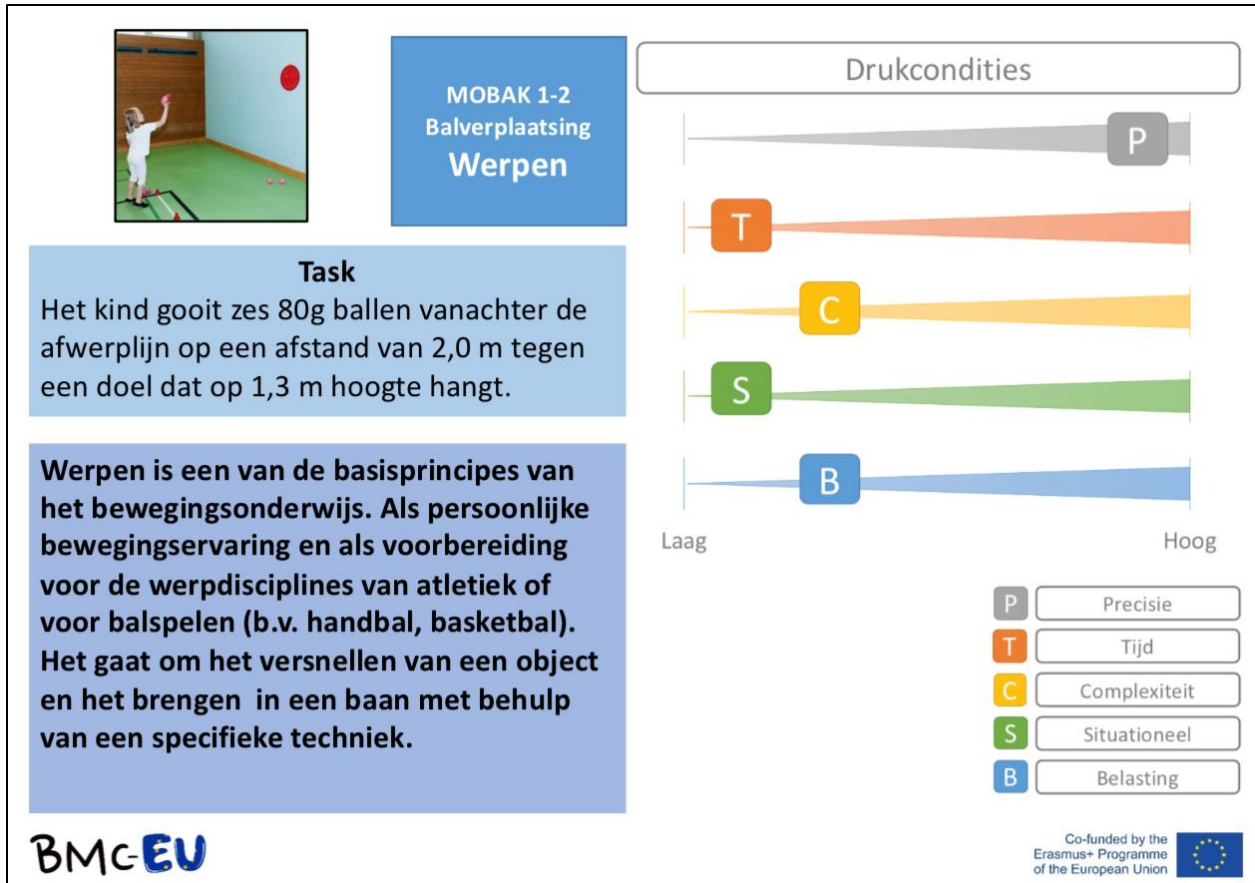 MOBAK 1-2
Balverplaatsing
Werpen
Task
Het kind gooit zes 80g ballen vanachter de
afwerplijn op een afstand van 2,0 m tegen
een doel dat op 1,3 m hoogte hangt.
Werpen is een van de basisprincipes van
het bewegingsonderwijs. Als persoonlijke
bewegingservaring en als voorbereiding
voor de werpdisciplines van atletiek of
voor balspelen (b.v. handbal, basketbal).
Het gaat om het versnellen van een object
en het brengen  in een baan met behulp
van een specifieke techniek.
Drukcondities
P
T
C
S
B
Laag Hoog
P Precisie
T Tijd
C Complexiteit
S Situationeel
B Belasting
BMC-EU
Co-funded by the
Erasmus+ Programme
of the European Union